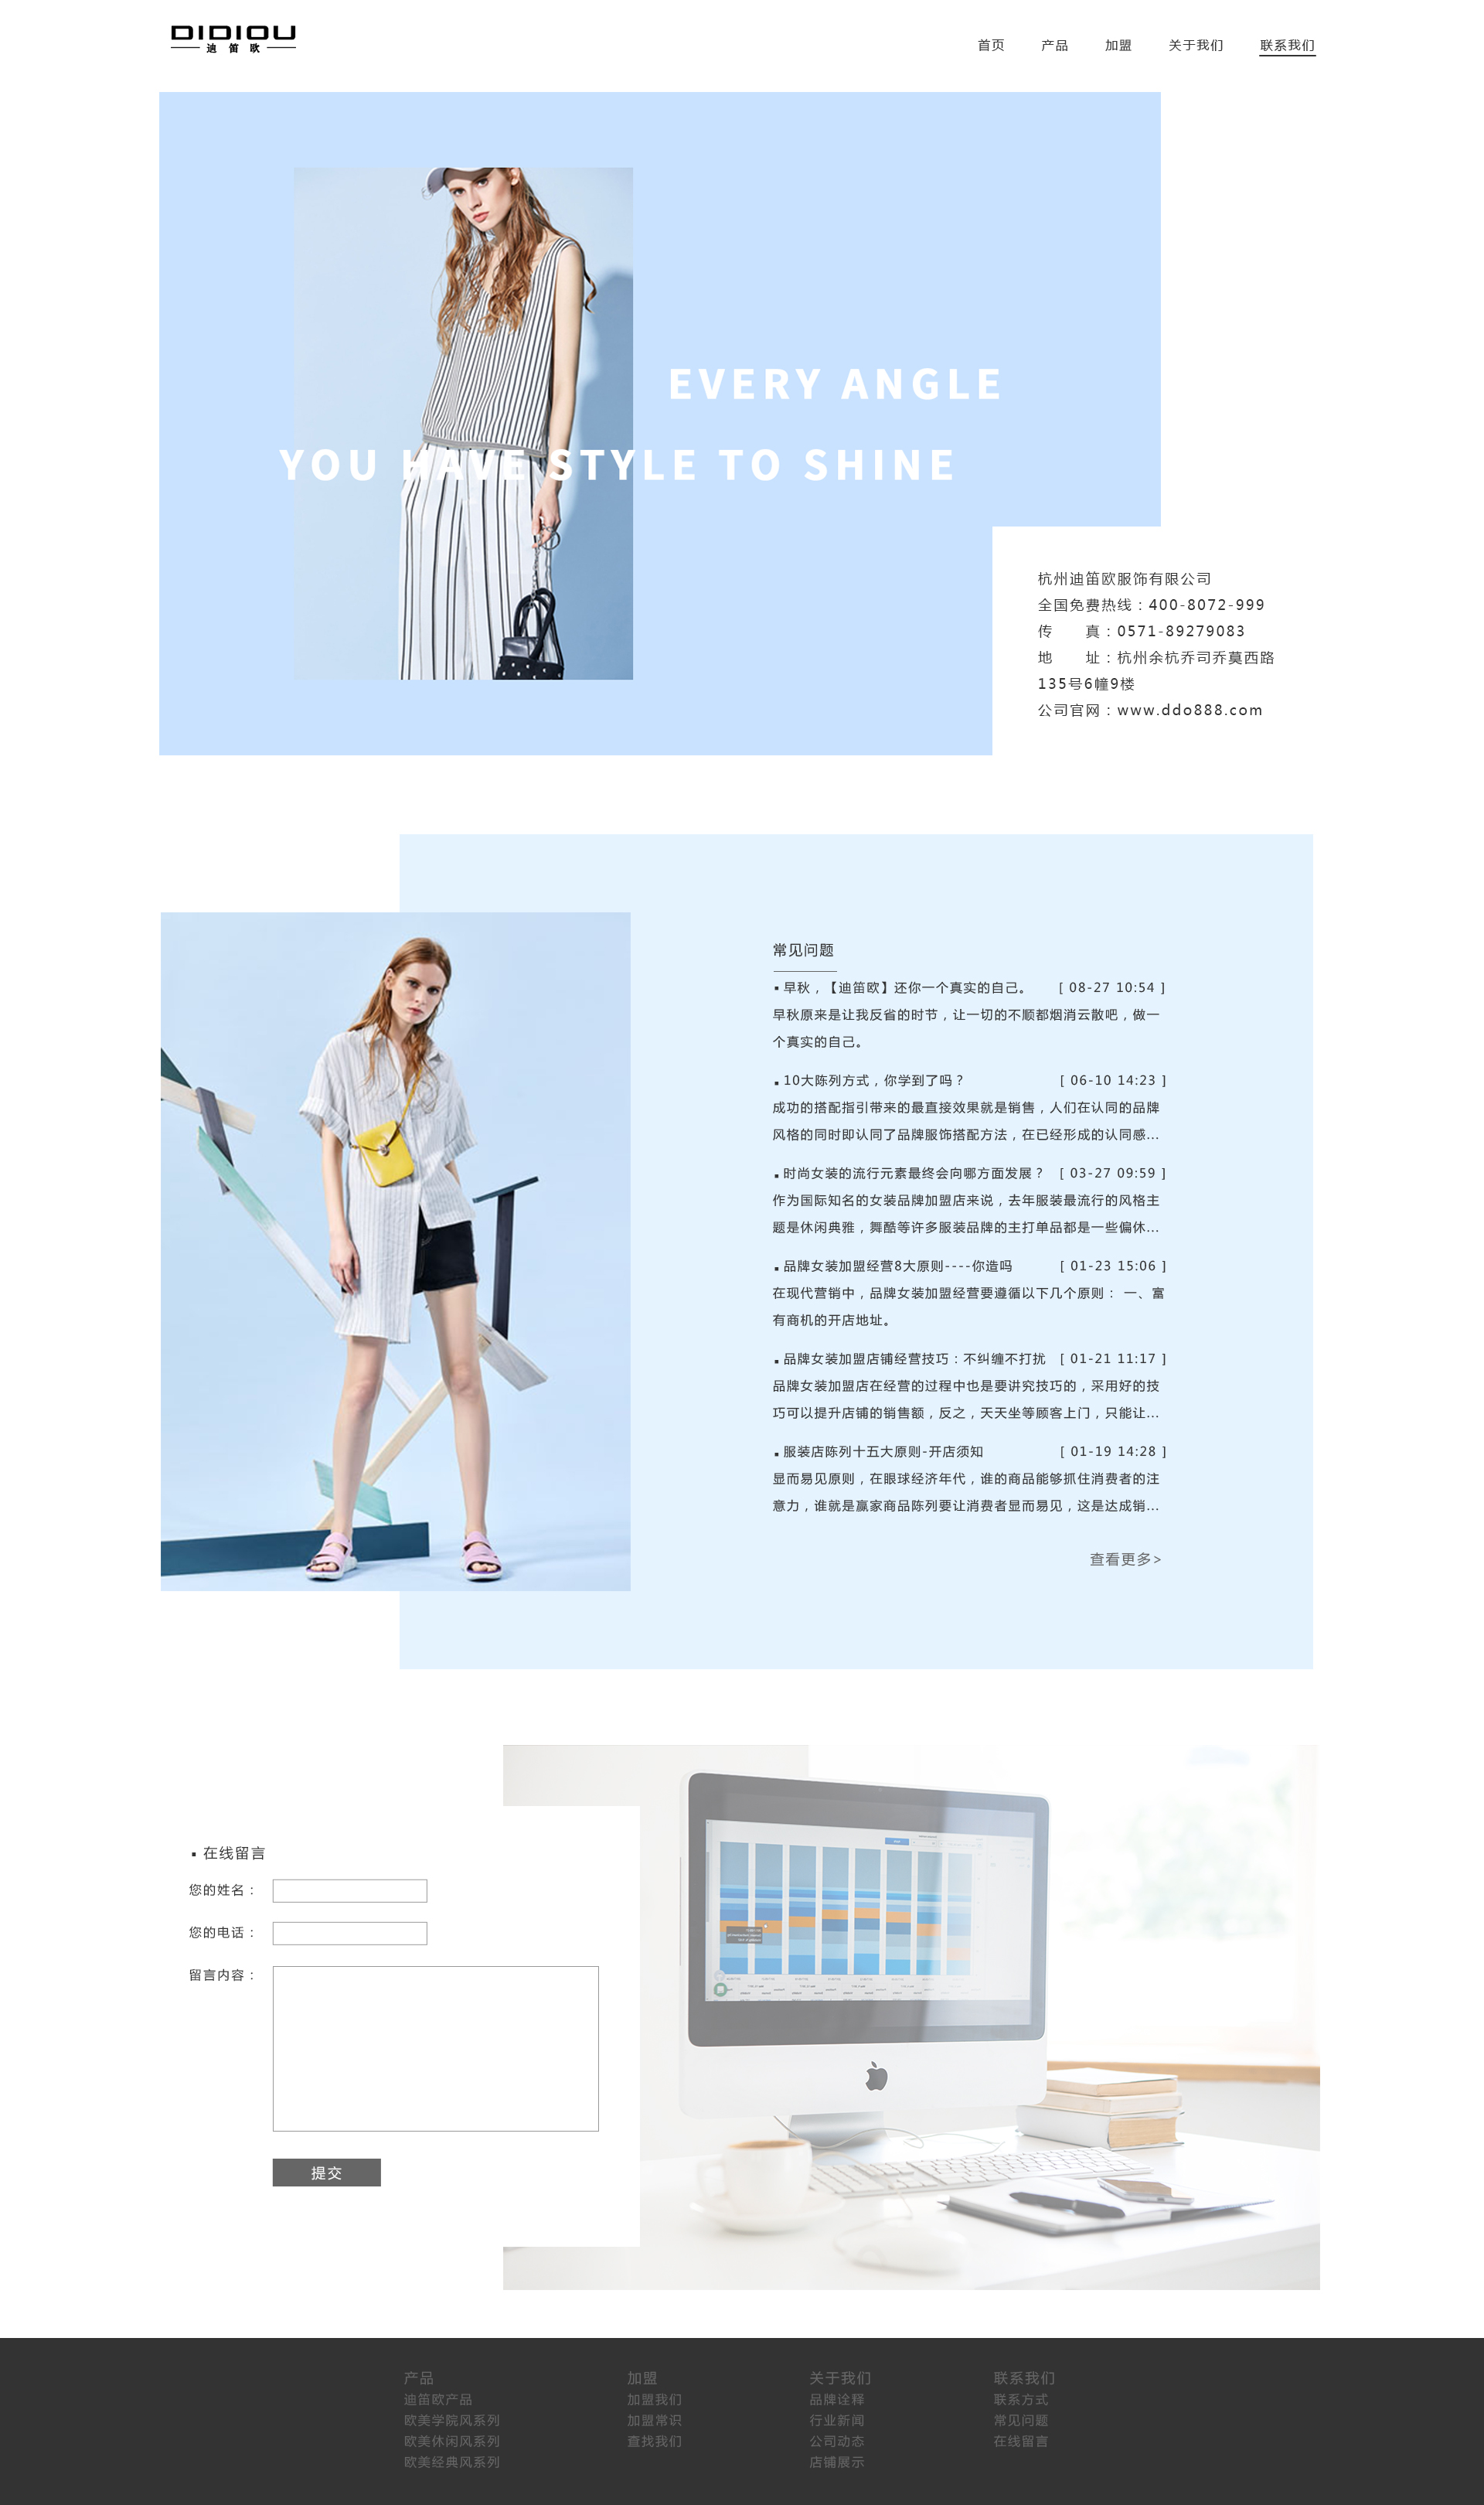 DIDIOU
迪笛欧
首页 产品 加盟 关于我们 联系我们
EVERY ANGLE
YOU HAVE STYLE TO SHINE
杭州迪笛欧服饰有限公司
全国免费热线：400-8072-999
传 真：0571-89279083
地 址：杭州余杭乔司乔莫西路
135号6幢9楼
公司官网：www.ddo888.com
常见问题
▪ 早秋，【迪笛欧】还你一个真实的自己。 [ 08-27 10:54 ]
早秋原来是让我反省的时节，让一切的不顺都烟消云散吧，做一
个真实的自己。
▪ 10大陈列方式，你学到了吗？ [ 06-10 14:23 ]
成功的搭配指引带来的最直接效果就是销售，人们在认同的品牌
风格的同时即认同了品牌服饰搭配方法，在已经形成的认同感...
▪ 时尚女装的流行元素最终会向哪方面发展？ [ 03-27 09:59 ]
作为国际知名的女装品牌加盟店来说，去年服装最流行的风格主
题是休闲典雅，舞酷等许多服装品牌的主打单品都是一些偏休...
▪ 品牌女装加盟经营8大原则----你造吗 [ 01-23 15:06 ]
在现代营销中，品牌女装加盟经营要遵循以下几个原则： 一、富
有商机的开店地址。
▪ 品牌女装加盟店铺经营技巧：不纠缠不打扰 [ 01-21 11:17 ]
品牌女装加盟店在经营的过程中也是要讲究技巧的，采用好的技
巧可以提升店铺的销售额，反之，天天坐等顾客上门，只能让...
▪ 服装店陈列十五大原则-开店须知 [ 01-19 14:28 ]
显而易见原则，在眼球经济年代，谁的商品能够抓住消费者的注
意力，谁就是赢家商品陈列要让消费者显而易见，这是达成销...
查看更多>
▪ 在线留言
您的姓名：
您的电话：
留言内容：
提交
产品 加盟 关于我们 联系我们
迪笛欧产品 加盟我们 品牌诠释 联系方式
欧美学院风系列 加盟常识 行业新闻 常见问题
欧美休闲风系列 直找我们 公司动态 在线留言
欧美经典风系列 店铺展示